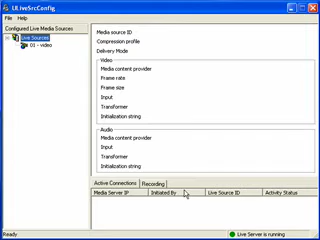 ULiveSrcConfig
File Help
Configured Live Media Sources
Live Sources
01 - video
Media source ID
Compression profile
Delivery Mode
Video
Media content provider
Frame rate
Frame size
Input
Transformer
Initialization string
Audio
Media content provider
Input
Transformer
Initialization string
Active Connections Recording
Media Server IP Initiated By Live Source ID Activity Status
Ready Live Server is running